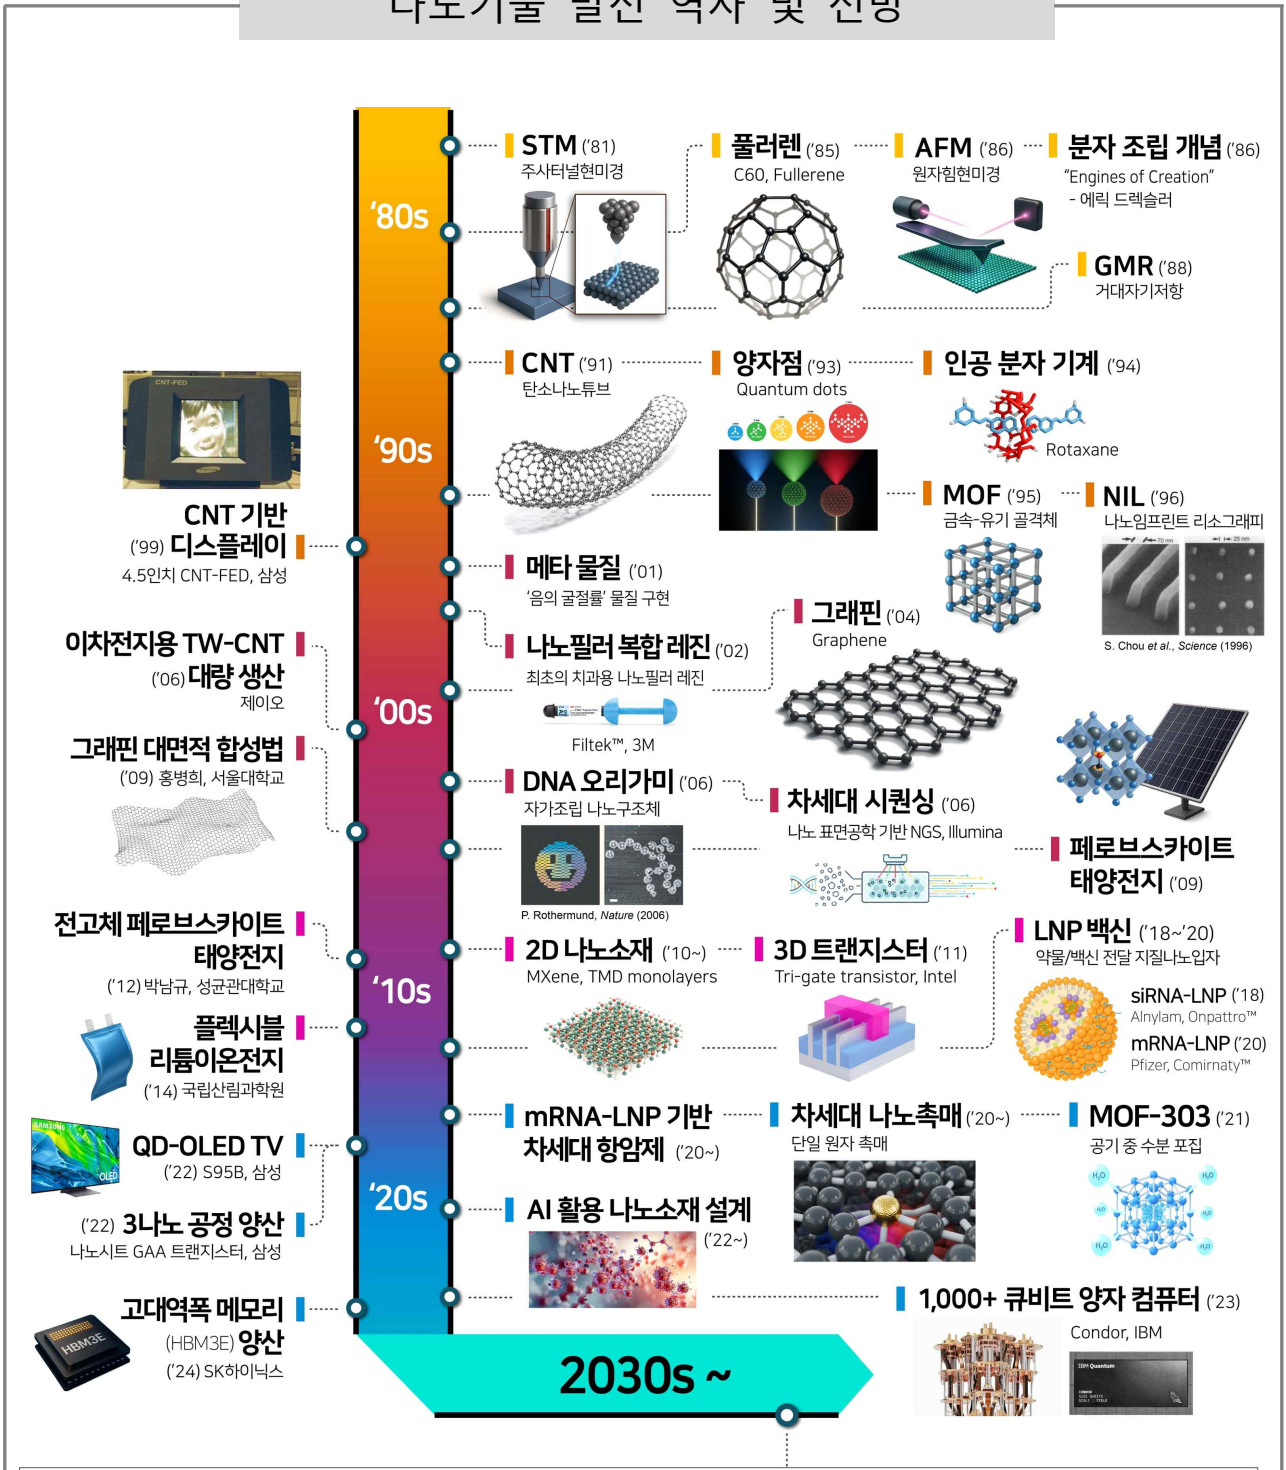 나노기술 발전 역사 및 전망
‘80s
STM (’81)
주사터널현미경
풀러렌 (’85)
C60, Fullerene
AFM (’86)
원자힘현미경
분자 조립 개념 (’86)
“Engines of Creation”
- 에릭 드렉슬러
GMR (’88)
거대자기저항
‘90s
CNT (’91)
탄소나노튜브
양자점 (’93)
Quantum dots
인공 분자 기계 (’94)
Rotaxane
MOF (’95)
금속-유기 골격체
NIL (’96)
나노임프린트 리소그래피
70 nm
25 nm
S. Chou et al., Science (1996)
CNT-FED
SAMSUNG
CNT 기반
(’99) 디스플레이
4.5인치 CNT-FED, 삼성
‘00s
메타 물질 (’01)
‘음의 굴절률’ 물질 구현
나노필러 복합 레진 (’02)
최초의 치과용 나노필러 레진
Filtek™, 3M
그래핀 (’04)
Graphene
이차전지용 TW-CNT
(’06) 대량 생산
제이오
그래핀 대면적 합성법
(’09) 홍병희, 서울대학교
DNA 오리가미 (’06)
자가조립 나노구조체
P. Rothermund, Nature (2006)
차세대 시퀀싱 (’06)
나노 표면공학 기반 NGS, Illumina
페로브스카이트
태양전지 (’09)
‘10s
전고체 페로브스카이트
태양전지
(’12) 박남규, 성균관대학교
플렉시블
리튬이온전지
(’14) 국립산림과학원
2D 나노소재 (’10~)
MXene, TMD monolayers
3D 트랜지스터 (’11)
Tri-gate transistor, Intel
LNP 백신 (’18~’20)
약물/백신 전달 지질나노입자
siRNA-LNP (’18)
Alnylam, Onpattro™
mRNA-LNP (’20)
Pfizer, Comirnaty™
‘20s
mRNA-LNP 기반
차세대 항암제 (’20~)
차세대 나노촉매 (’20~)
단일 원자 촉매
MOF-303 (’21)
공기 중 수분 포집
H₂O
H₂O
H₂O
H₂O
H₂O
H₂O
SAMSUNG
OLED
QD-OLED TV
(’22) S95B, 삼성
(’22) 3나노 공정 양산
나노시트 GAA 트랜지스터, 삼성
AI 활용 나노소재 설계
(’22~)
HBM3E
고대역폭 메모리
(HBM3E) 양산
(’24) SK하이닉스
1,000+ 큐비트 양자 컴퓨터 (’23)
Condor, IBM
IBM Quantum
CONDOR
2030s ~